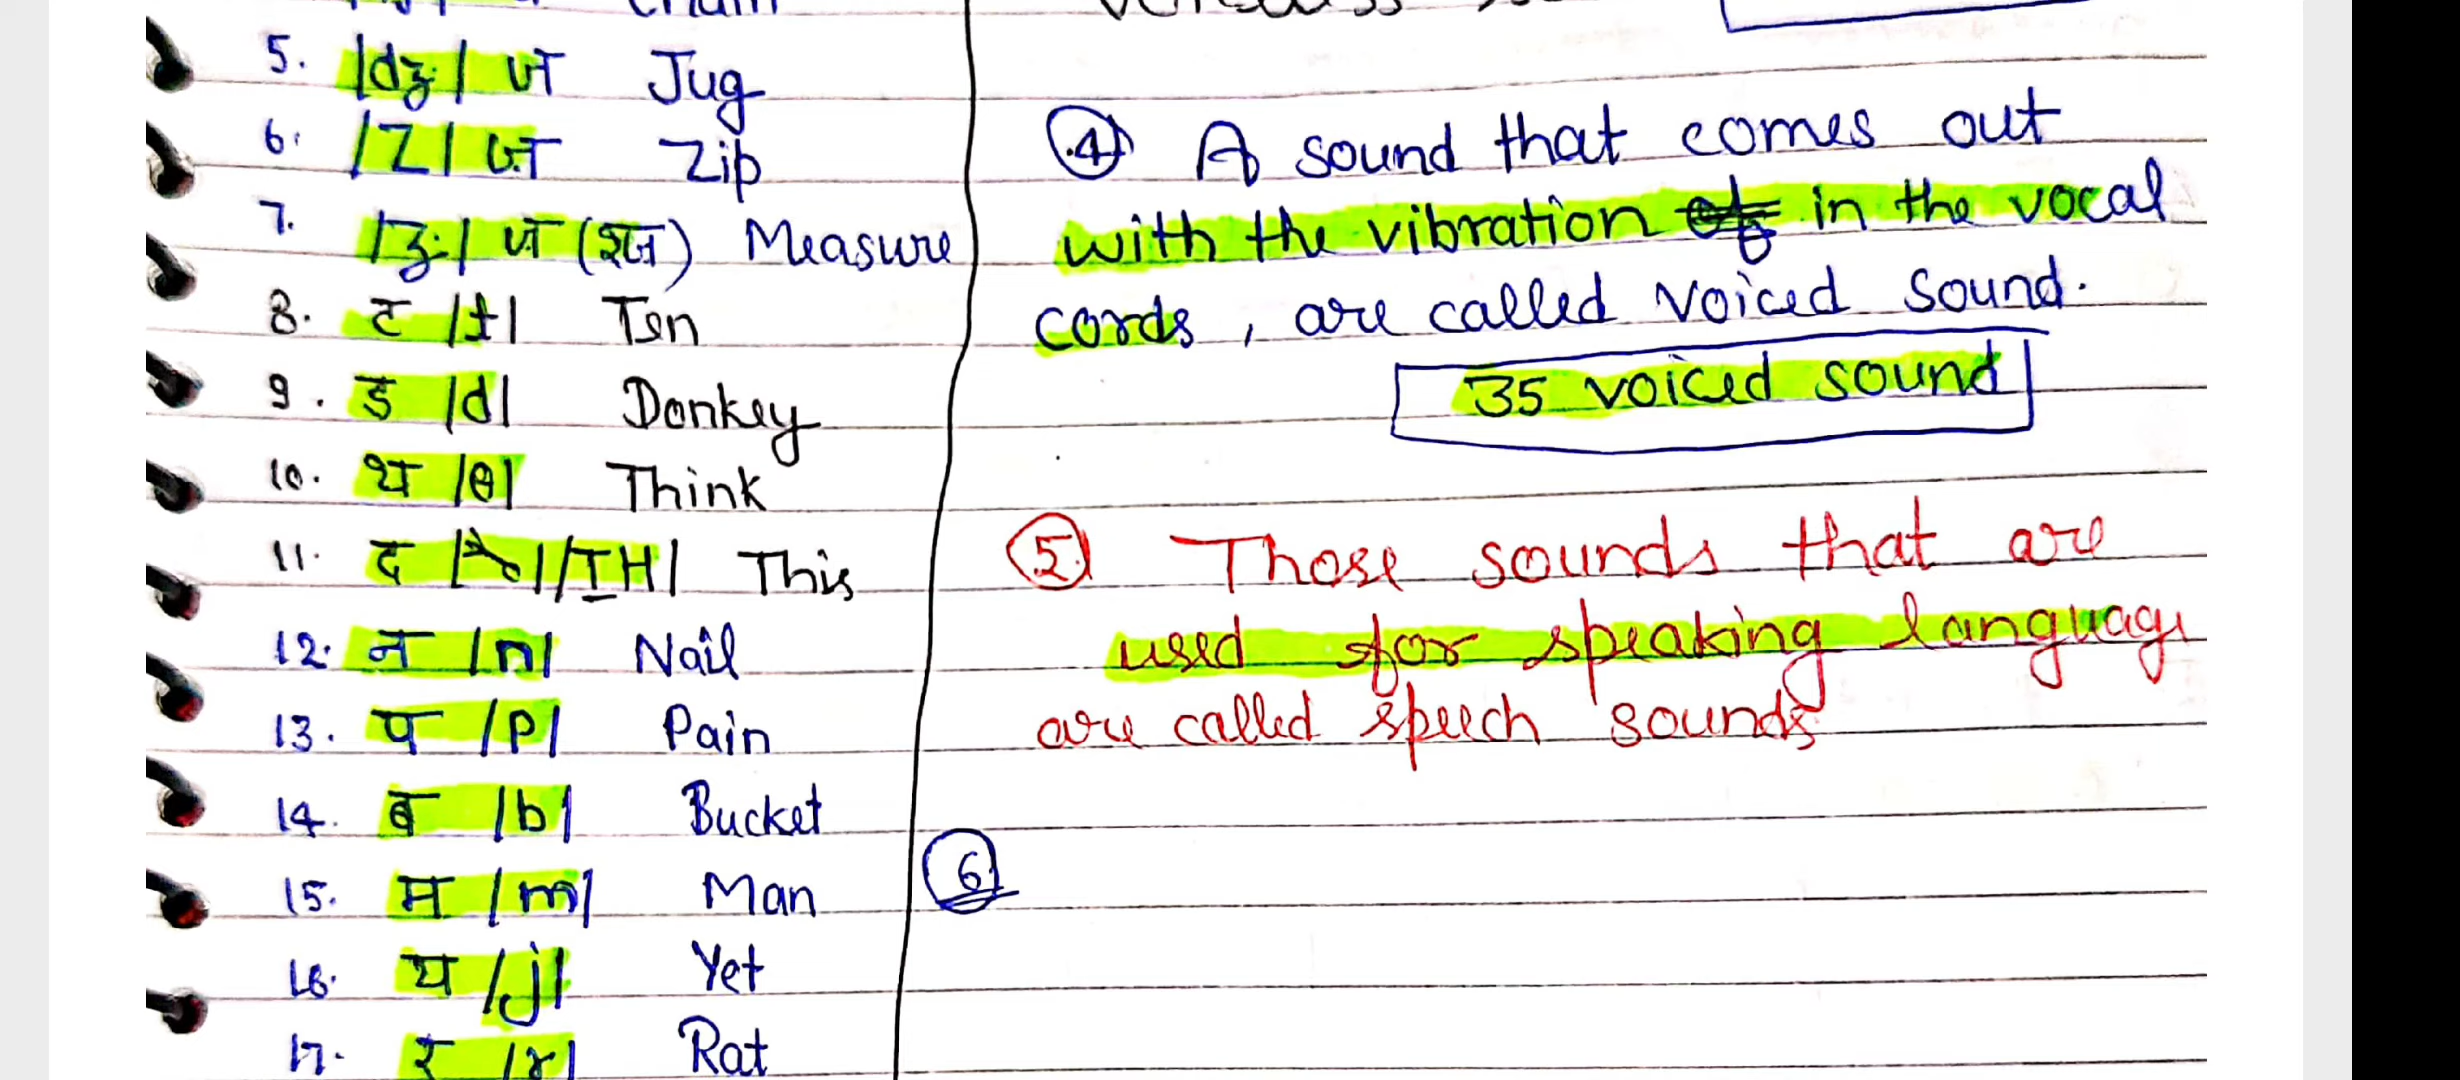 5. /dʒ/ ज Jug
6. /Z/ ज़ Zip
7. /ʒ/ ज (श्ज) Measure
8. ट /t/ Ten
9. ड /d/ Donkey
10. थ /θ/ Think
11. द /TH/ This
12. न /n/ Nail
13. प /P/ Pain
14. ब /b/ Bucket
15. म /m/ Man
16. य /j/ Yet
17. र /r/ Rat
4 A sound that comes out
with the vibration in the vocal
cords, are called voiced sound.
35 voiced sound
5 Those sounds that are
used for speaking language
are called speech sounds
6